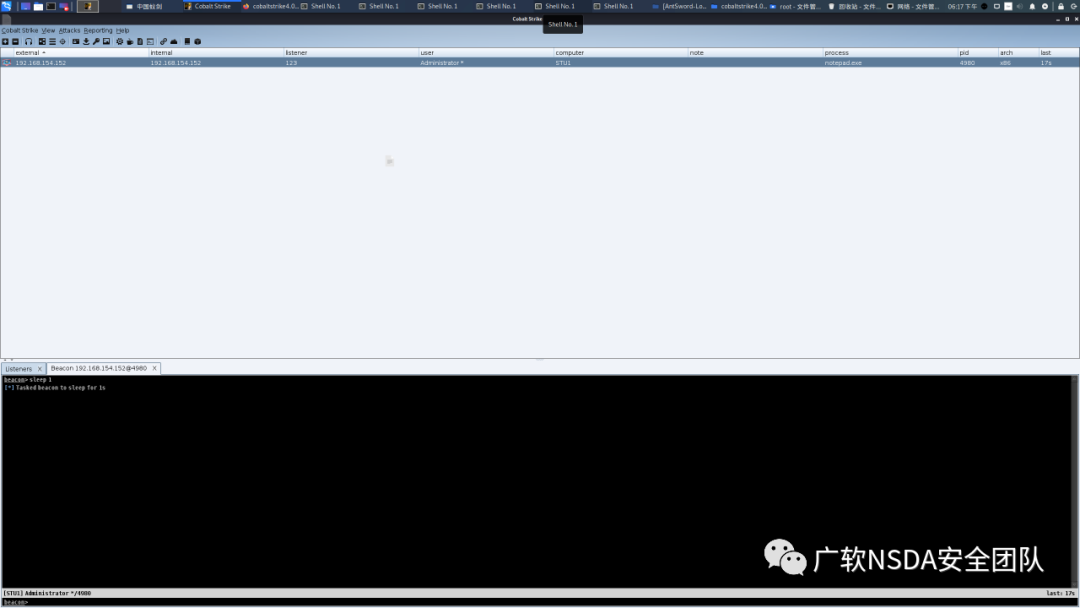 中国蚁剑 Cobalt Strike cobaltstrike4.0... Shell No.1 Shell No.1 Shell No.1 Shell No.1 Shell No.1 Shell No.1 [AntSword-Lo... cobaltstrike4.0... root - 文件管... 回收站 - 文件... 网络 - 文件管... 06:17 下午
Cobalt Strike
Shell No.1
Cobalt Strike View Attacks Reporting Help
external internal listener user computer note process pid arch last
192.168.154.152 192.168.154.152 123 Administrator * STU1 notepad.exe 4980 x86 17s
Listeners X Beacon 192.168.154.152@4980 X
beacon> sleep 1
[*] Tasked beacon to sleep for 1s
广软NSDA安全团队
[STU1] Administrator */4980 last: 17s
beacon>